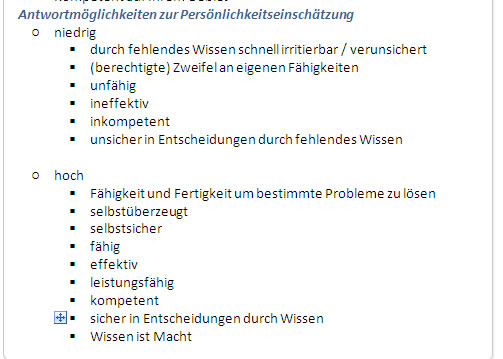 Antwortmöglichkeiten zur Persönlichkeitseinschätzung
niedrig
durch fehlendes Wissen schnell irritierbar / verunsichert
(berechtigte) Zweifel an eigenen Fähigkeiten
unfähig
ineffektiv
inkompetent
unsicher in Entscheidungen durch fehlendes Wissen
hoch
Fähigkeit und Fertigkeit um bestimmte Probleme zu lösen
selbstüberzeugt
selbstsicher
fähig
effektiv
leistungsfähig
kompetent
sicher in Entscheidungen durch Wissen
Wissen ist Macht